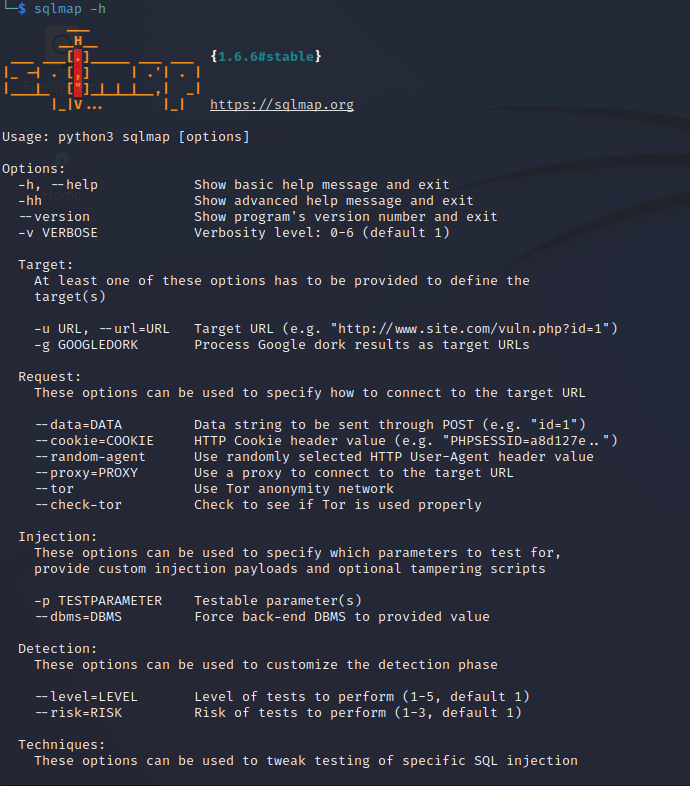 └─$ sqlmap -h
        ___
       __H__
 ___ ___[.]_____ ___ ___  {1.6.6#stable}
|_ -| . [,]     | .'| . |
|___|_  ["]_|_|_|__,|  _|
      |_|V...       |_|   https://sqlmap.org
Usage: python3 sqlmap [options]
Options:
  -h, --help            Show basic help message and exit
  -hh                   Show advanced help message and exit
  --version             Show program's version number and exit
  -v VERBOSE            Verbosity level: 0-6 (default 1)
  Target:
    At least one of these options has to be provided to define the
    target(s)
    -u URL, --url=URL   Target URL (e.g. "http://www.site.com/vuln.php?id=1")
    -g GOOGLEDORK       Process Google dork results as target URLs
  Request:
    These options can be used to specify how to connect to the target URL
    --data=DATA         Data string to be sent through POST (e.g. "id=1")
    --cookie=COOKIE     HTTP Cookie header value (e.g. "PHPSESSID=a8d127e..")
    --random-agent      Use randomly selected HTTP User-Agent header value
    --proxy=PROXY       Use a proxy to connect to the target URL
    --tor               Use Tor anonymity network
    --check-tor         Check to see if Tor is used properly
  Injection:
    These options can be used to specify which parameters to test for,
    provide custom injection payloads and optional tampering scripts
    -p TESTPARAMETER    Testable parameter(s)
    --dbms=DBMS         Force back-end DBMS to provided value
  Detection:
    These options can be used to customize the detection phase
    --level=LEVEL       Level of tests to perform (1-5, default 1)
    --risk=RISK         Risk of tests to perform (1-3, default 1)
  Techniques:
    These options can be used to tweak testing of specific SQL injection